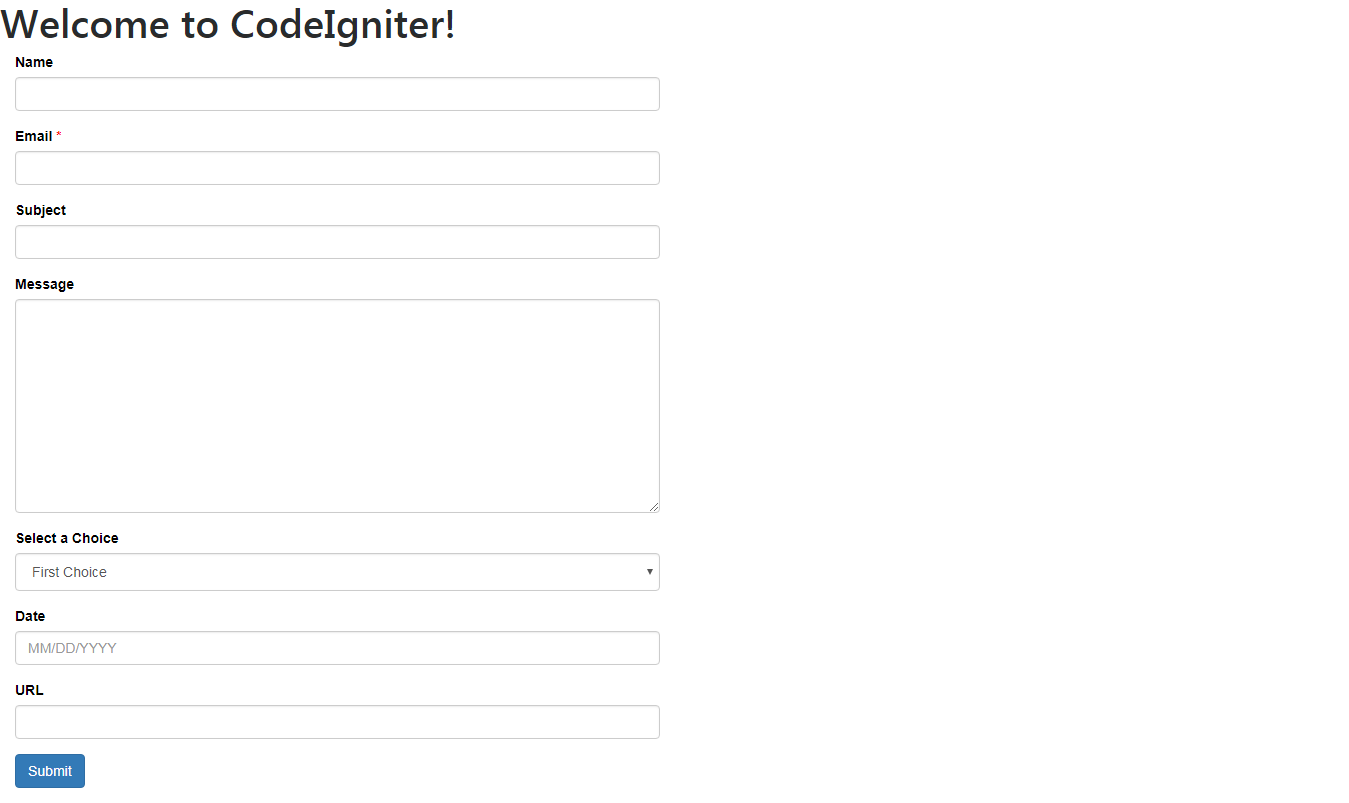 Welcome to CodeIgniter!
Name
Email *
Subject
Message
Select a Choice
First Choice
Date
MM/DD/YYYY
URL
Submit